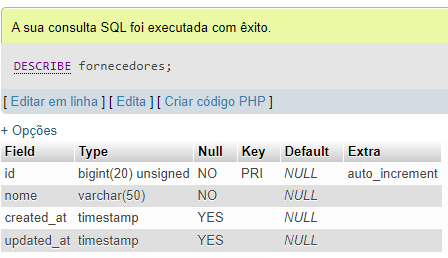 A sua consulta SQL foi executada com êxito.
DESCRIBE fornecedores;
[ Editar em linha ] [ Edita ] [ Criar código PHP ]
+ Opções
Field Type Null Key Default Extra
id bigint(20) unsigned NO PRI NULL auto_increment
nome varchar(50) NO NULL
created_at timestamp YES NULL
updated_at timestamp YES NULL